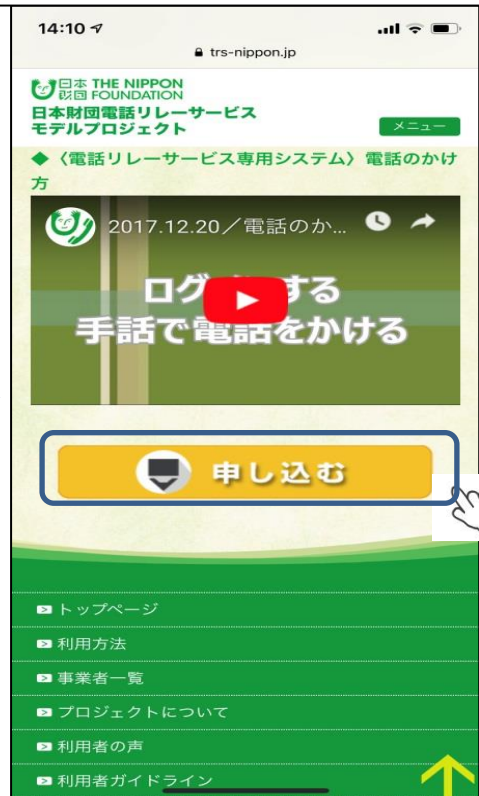 14:10
trs-nippon.jp
日本 THE NIPPON
財団 FOUNDATION
日本財団電話リレーサービス
モデルプロジェクト
メニュー
◆〈電話リレーサービス専用システム〉電話のかけ
方
2017.12.20／電話のか...
する
手話で電話をかける
申し込む
トップページ
利用方法
事業者一覧
プロジェクトについて
利用者の声
利用者ガイドライン